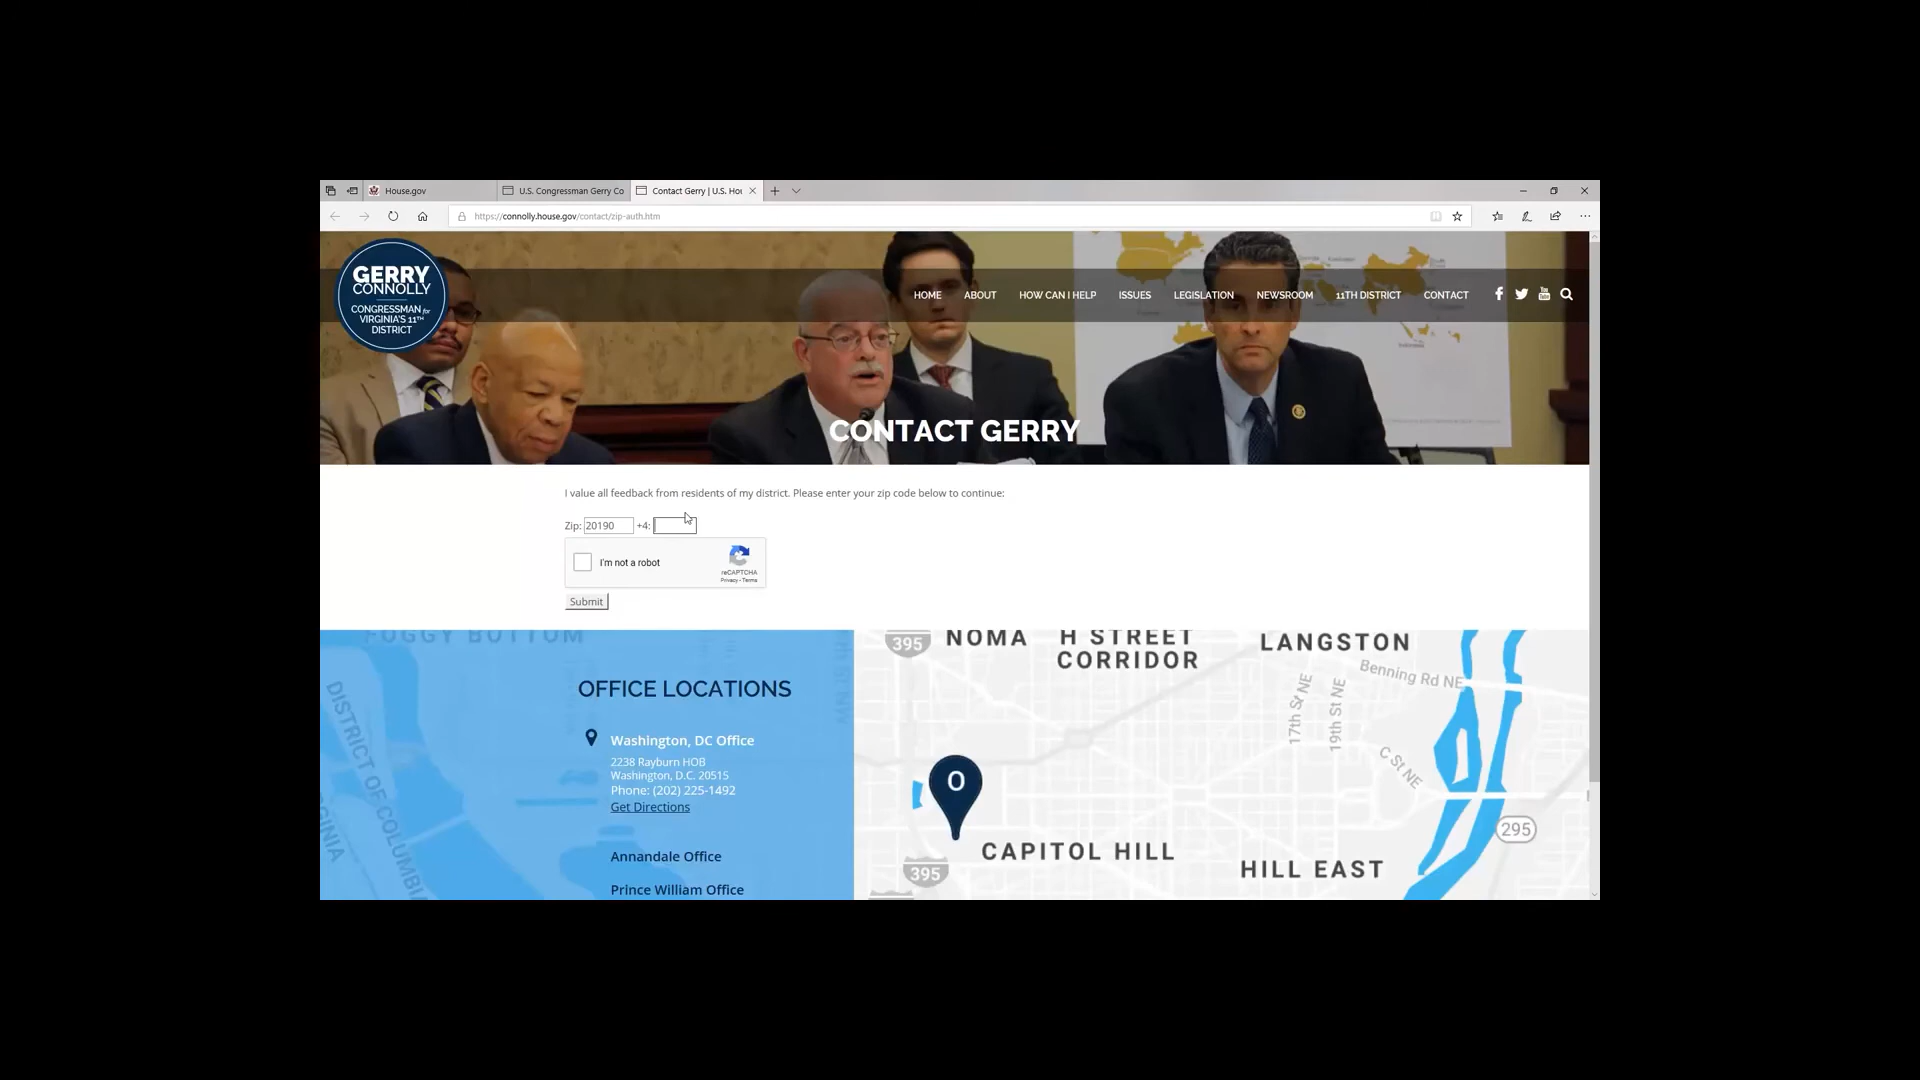 House.gov
U.S. Congressman Gerry Co
Contact Gerry | U.S. Hou
https://connolly.house.gov/contact/zip-auth.htm
GERRY
CONNOLLY
CONGRESSMAN for
VIRGINIA'S 11TH
DISTRICT
HOME ABOUT HOW CAN I HELP ISSUES LEGISLATION NEWSROOM 11TH DISTRICT CONTACT
CONTACT GERRY
I value all feedback from residents of my district. Please enter your zip code below to continue:
Zip: 20190 +4:
I'm not a robot
reCAPTCHA
Privacy - Terms
Submit
FOGGY BOTTOM
DISTRICT OF COLUMBIA
OFFICE LOCATIONS
Washington, DC Office
2238 Rayburn HOB
Washington, D.C. 20515
Phone: (202) 225-1492
Get Directions
Annandale Office
Prince William Office
395
NOMA
H STREET
CORRIDOR
LANGSTON
Benning Rd NE
17th St NE
19th St NE
C St NE
O
295
CAPITOL HILL
395
HILL EAST